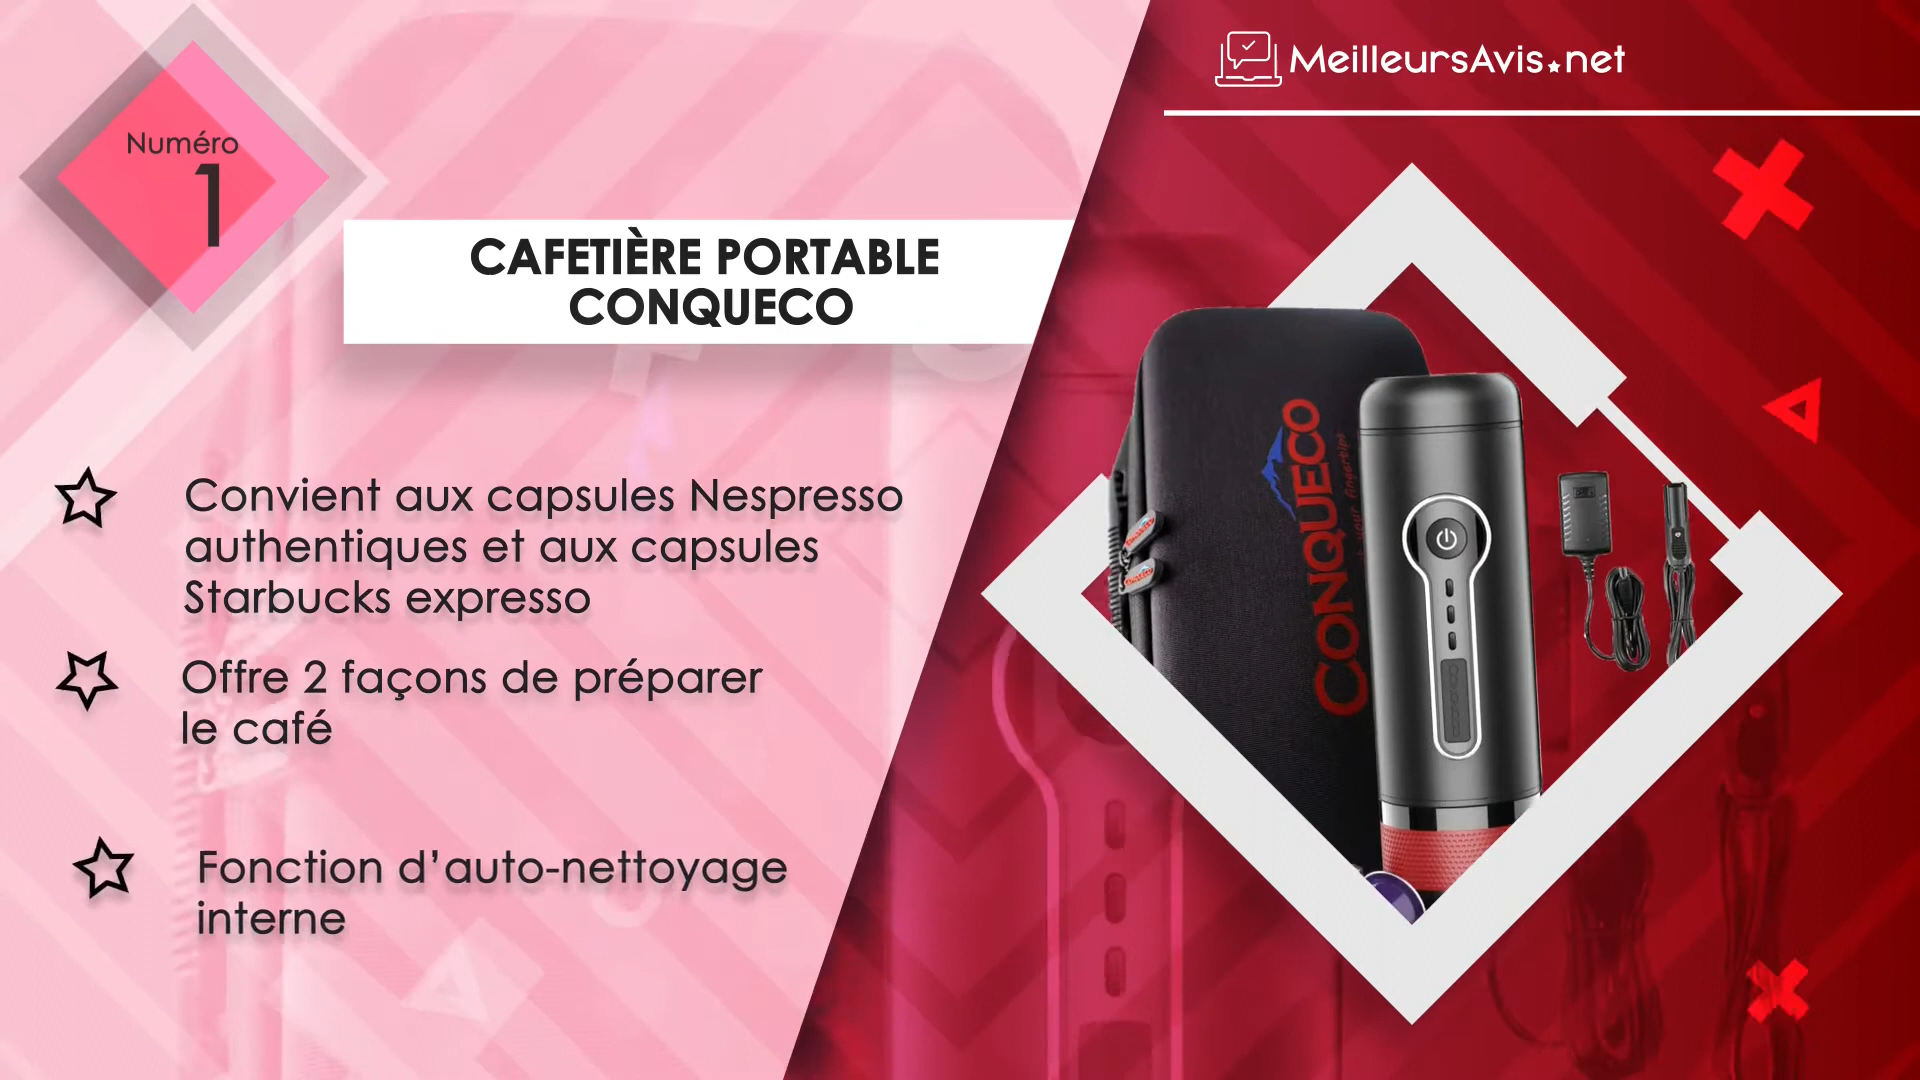 MeilleursAvis.net
Numéro
1
CAFETIÈRE PORTABLE
CONQUECO
Convient aux capsules Nespresso
authentiques et aux capsules
Starbucks expresso
Offre 2 façons de préparer
le café
Fonction d’auto-nettoyage
interne
CONQUECO